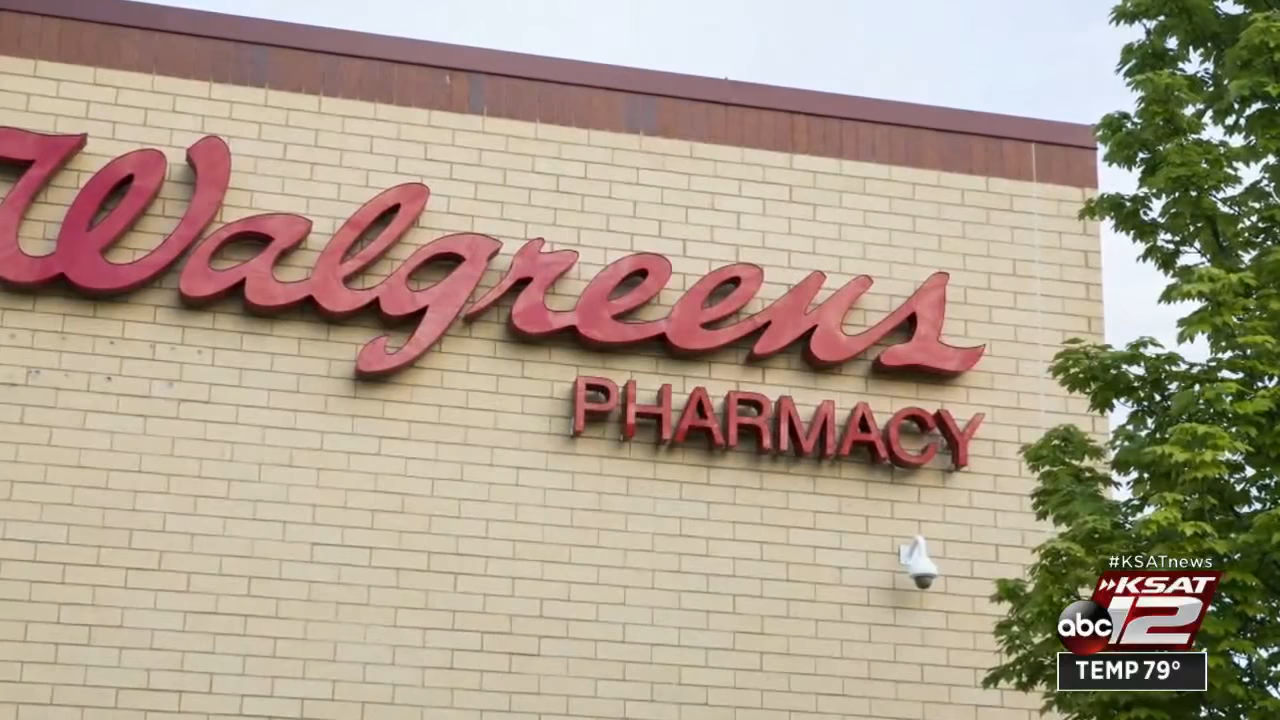 Walgreens
PHARMACY
#KSATnews
KSAT
abc 12
TEMP 79°